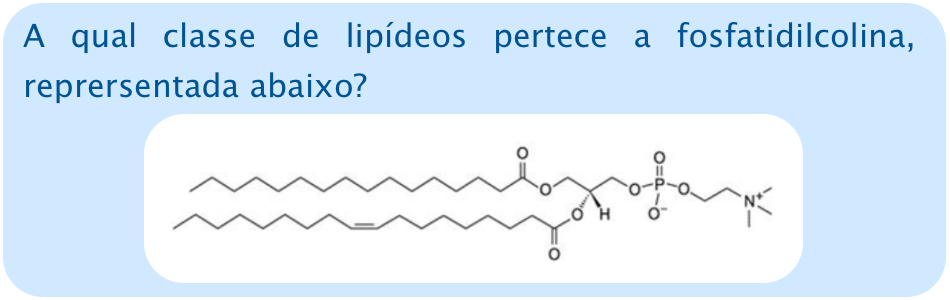 A qual classe de lipídeos pertece a fosfatidilcolina,
reprersentada abaixo?
O
O
O
P
O
O
O
H
O⁻
N⁺
O